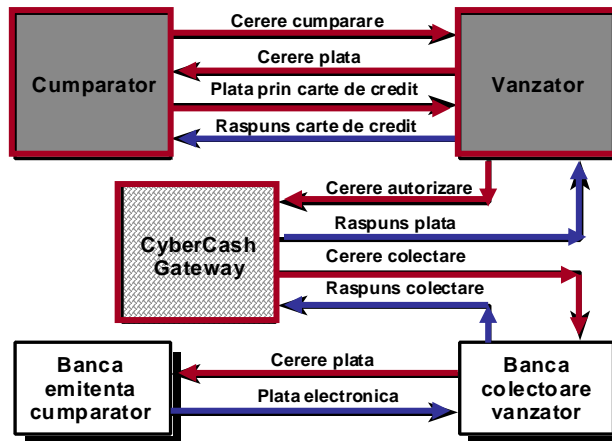 Cerere cumparare
Cerere plata
Cumparator
Vanzator
Plata prin carte de credit
Raspuns carte de credit
Cerere autorizare
Raspuns plata
CyberCash
Gateway
Cerere colectare
Raspuns colectare
Banca
emitenta
cumparator
Cerere plata
Plata electronica
Banca
colectoare
vanzator